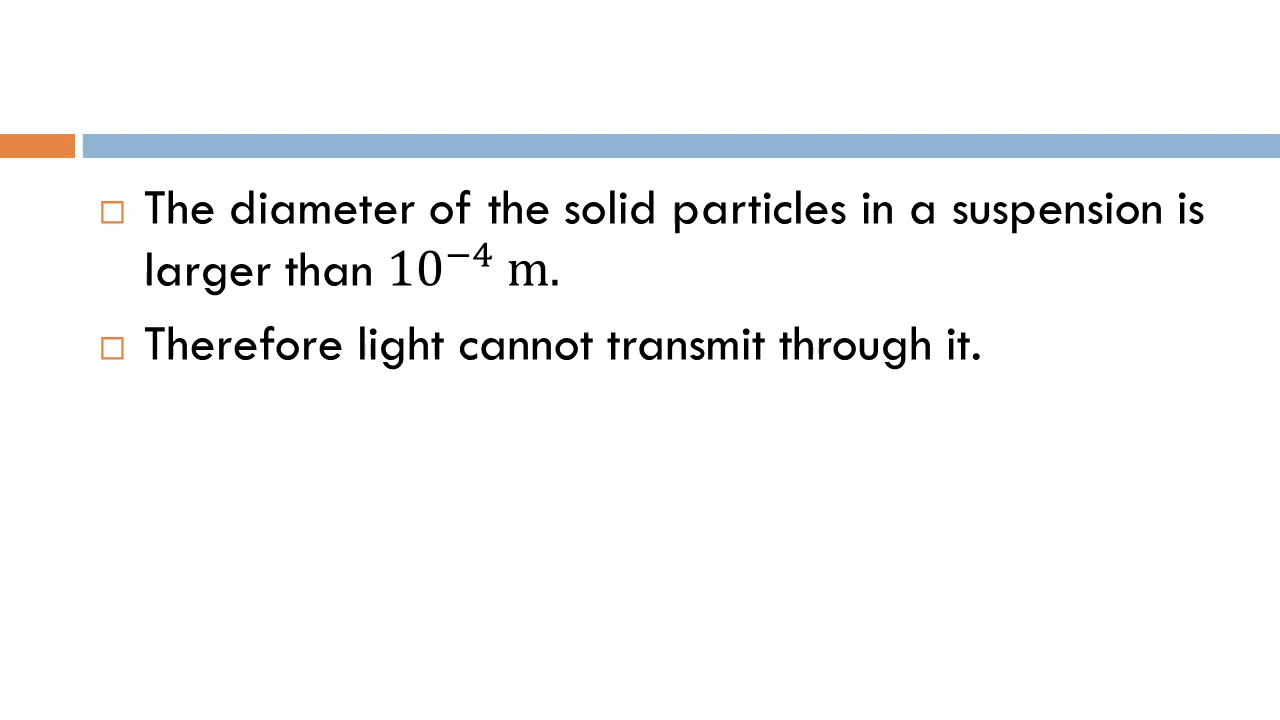 The diameter of the solid particles in a suspension is
larger than 10⁻⁴ m.
Therefore light cannot transmit through it.